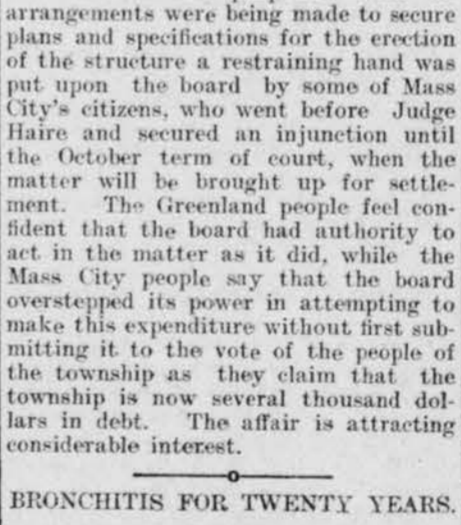 arrangements were being made to secure
plans and specifications for the erection
of the structure a restraining hand was
put upon the board by some of Mass
City's citizens, who went before Judge
Haire and secured an injunction until
the October term of court, when the
matter will be brought up for settle-
ment. The Greenland people feel con-
fident that the board had authority to
act in the matter as it did, while the
Mass City people say that the board
overstepped its power in attempting to
make this expenditure without first sub-
mitting it to the vote of the people of
the township as they claim that the
township is now several thousand dol-
lars in debt. The affair is attracting
considerable interest.
BRONCHITIS FOR TWENTY YEARS.